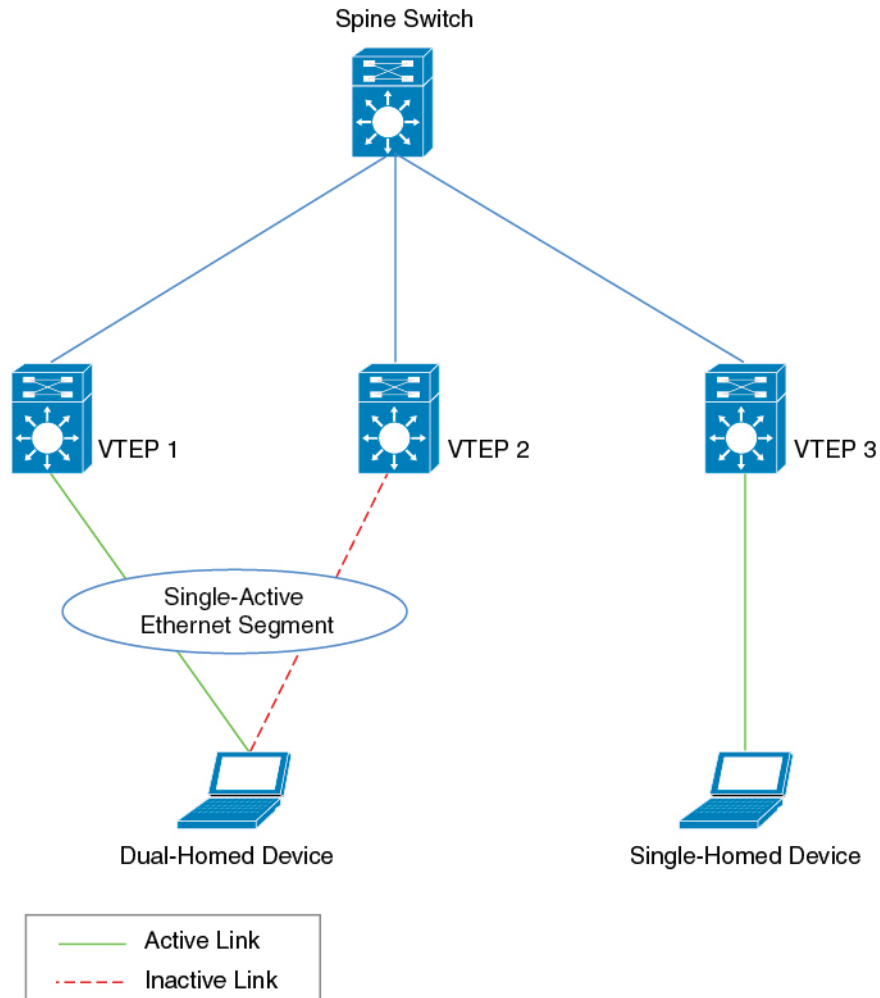 Spine Switch
VTEP 1
VTEP 2
VTEP 3
Single-Active
Ethernet Segment
Dual-Homed Device
Single-Homed Device
Active Link
Inactive Link